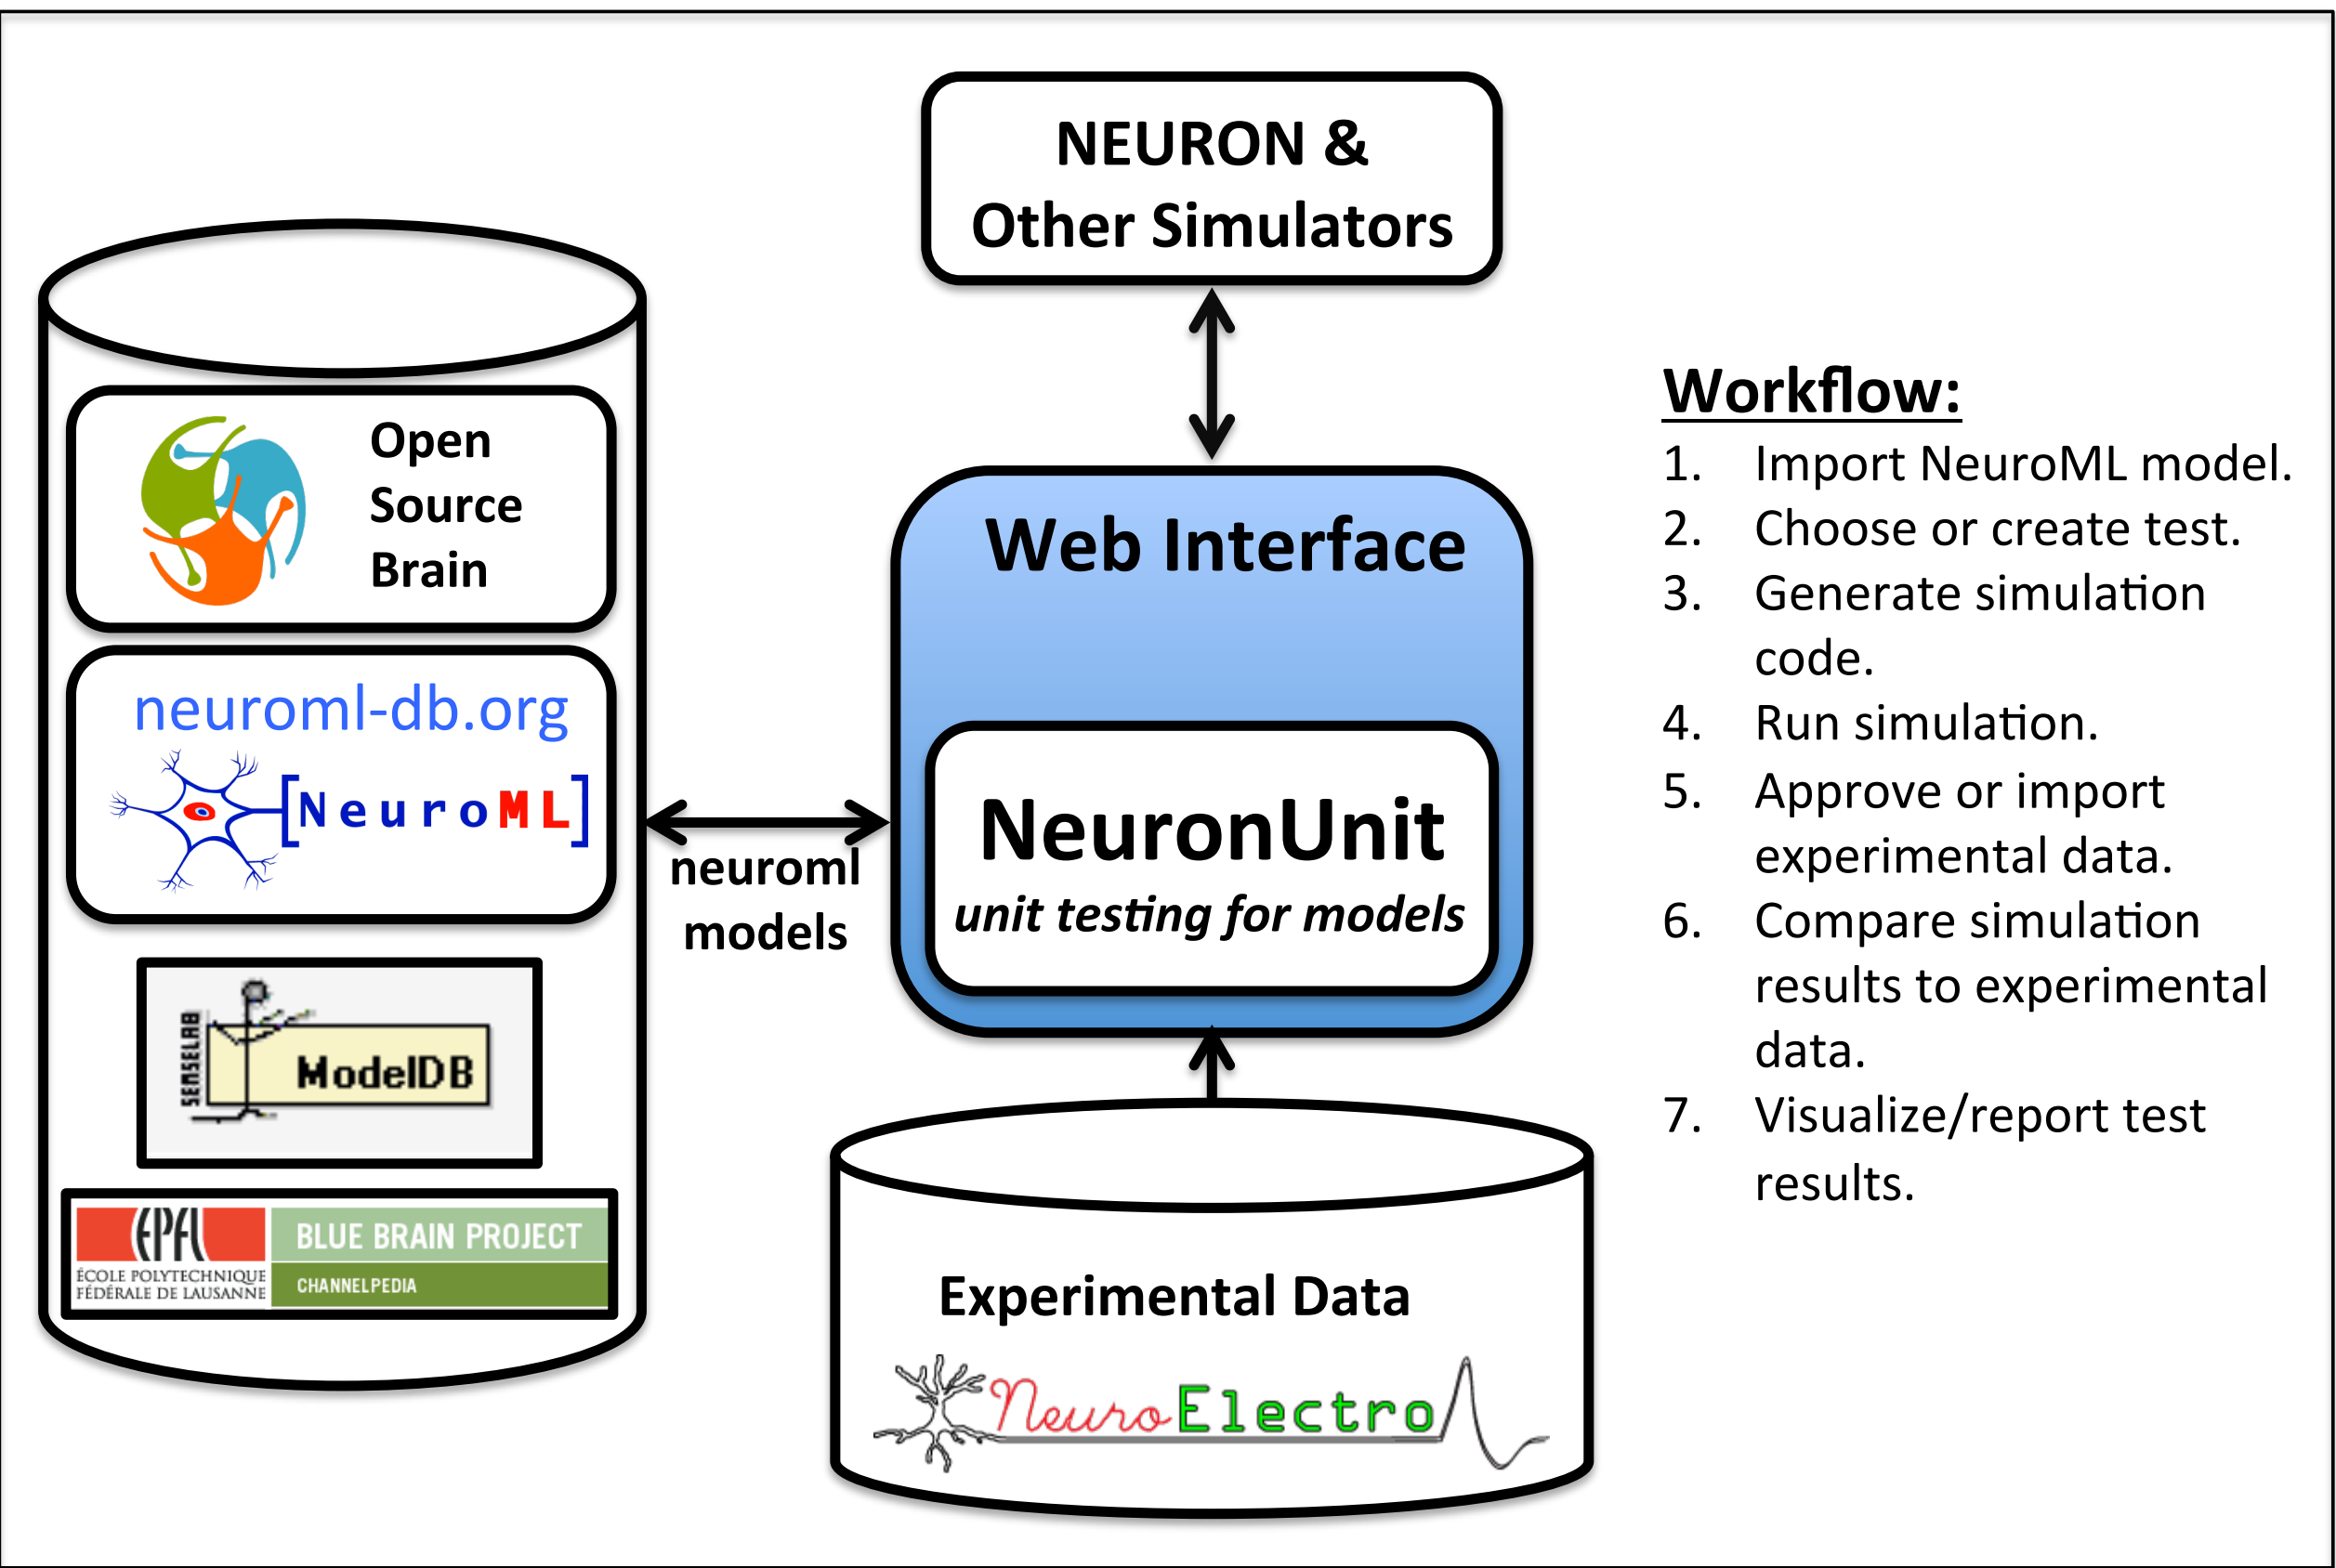 NEURON &
Other Simulators
Open
Source
Brain
neuroml-db.org
[NeuroML]
SENSELAB
ModelDB
EPFL
ÉCOLE POLYTECHNIQUE
FÉDÉRALE DE LAUSANNE
BLUE BRAIN PROJECT
CHANNELPEDIA
neuroml
models
Web Interface
NeuronUnit
unit testing for models
Experimental Data
NeuroElectro
Workflow:
1. Import NeuroML model.
2. Choose or create test.
3. Generate simulation
code.
4. Run simulation.
5. Approve or import
experimental data.
6. Compare simulation
results to experimental
data.
7. Visualize/report test
results.